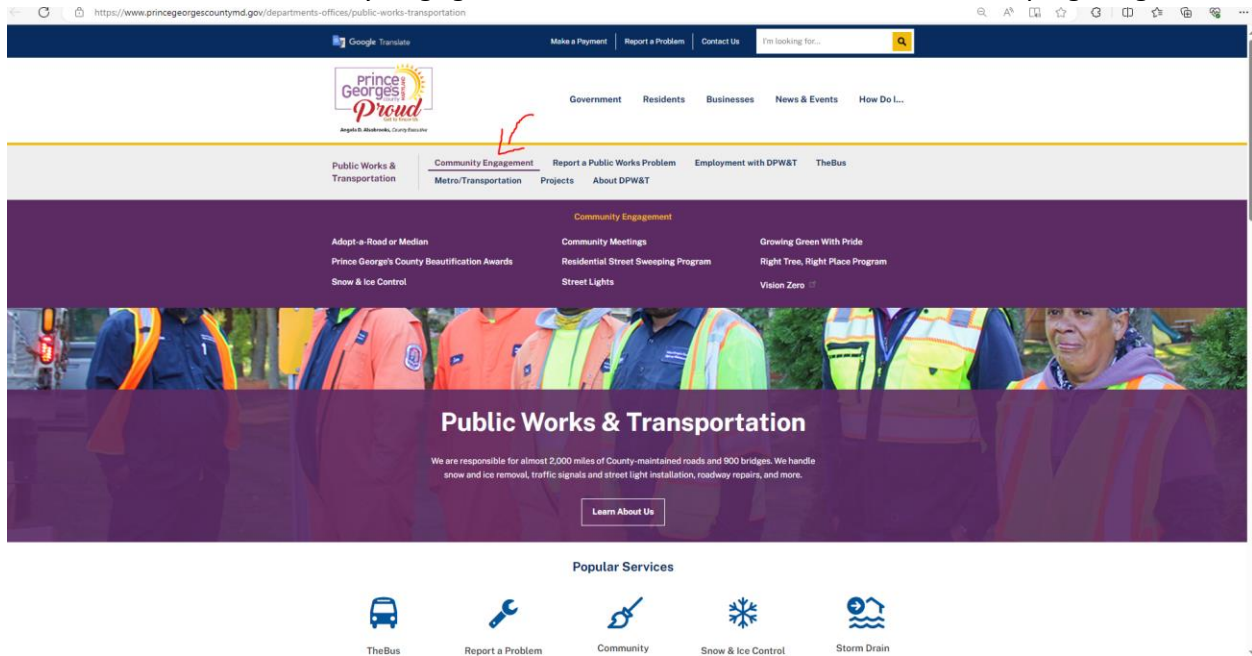 https://www.princegeorgescountymd.gov/departments-offices/public-works-transportation
Google Translate
Make a Payment
Report a Problem
Contact Us
I'm looking for...
Prince
George's
Proud
Angela D. Alsobrooks, County Executive
Government
Residents
Businesses
News & Events
How Do I...
Public Works &
Transportation
Community Engagement
Report a Public Works Problem
Employment with DPW&T
TheBus
Metro/Transportation
Projects
About DPW&T
Community Engagement
Adopt-a-Road or Median
Community Meetings
Growing Green With Pride
Prince George's County Beautification Awards
Residential Street Sweeping Program
Right Tree, Right Place Program
Snow & Ice Control
Street Lights
Vision Zero
Public Works & Transportation
We are responsible for almost 2,000 miles of County-maintained roads and 900 bridges. We handle
snow and ice removal, traffic signals and street light installation, roadway repairs, and more.
Learn About Us
Popular Services
TheBus
Report a Problem
Community
Snow & Ice Control
Storm Drain